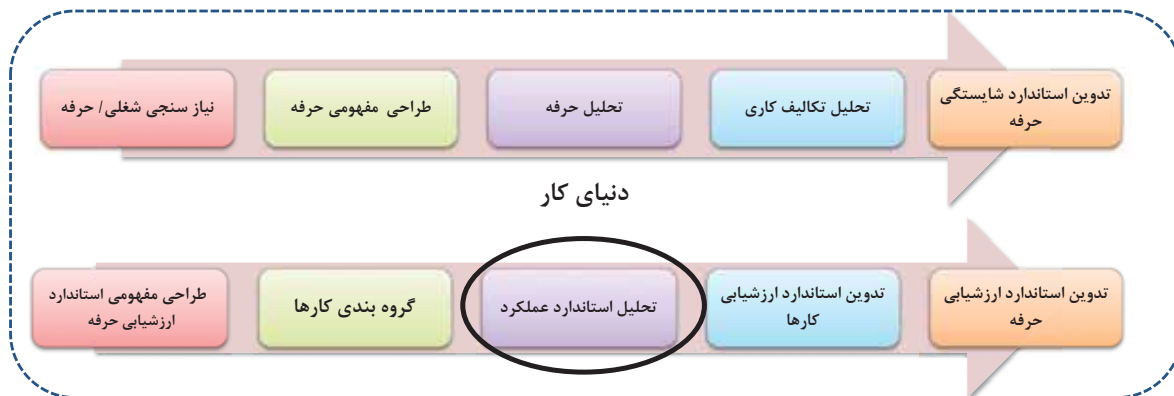 نیاز سنجی شغلی/ حرفه
طراحی مفهومی حرفه
تحلیل حرفه
تحلیل تکالیف کاری
تدوین استاندارد شایستگی
حرفه
دنیای کار
طراحی مفهومی استاندارد
ارزشیابی حرفه
گروه بندی کارها
تحلیل استاندارد عملکرد
تدوین استاندارد ارزشیابی
کارها
تدوین استاندارد ارزشیابی
حرفه